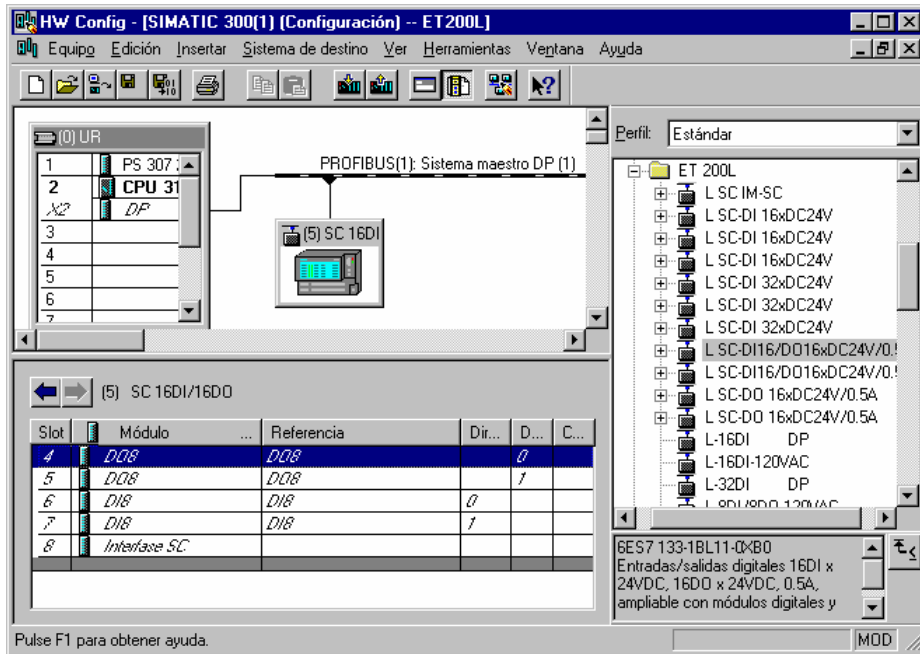 HW Config - [SIMATIC 300(1) (Configuración) -- ET200L]
Equipo Edición Insertar Sistema de destino Ver Herramientas Ventana Ayuda
(0) UR
1 PS 307
2 CPU 31
X2 DP
3
4
5
6
7
PROFIBUS(1): Sistema maestro DP (1)
(5) SC 16DI
Perfil: Estándar
ET 200L
L SC IM-SC
L SC-DI 16xDC24V
L SC-DI 16xDC24V
L SC-DI 16xDC24V
L SC-DI 32xDC24V
L SC-DI 32xDC24V
L SC-DI 32xDC24V
L SC-DI16/DO16xDC24V/0.5
L SC-DI16/DO16xDC24V/0.5
L SC-DO 16xDC24V/0.5A
L SC-DO 16xDC24V/0.5A
L-16DI DP
L-16DI-120VAC
L-32DI DP
L-8DI/8DO 120VAC
6ES7 133-1BL11-0XB0
Entradas/salidas digitales 16DI x
24VDC, 16DO x 24VDC, 0.5A,
ampliable con módulos digitales y
(5) SC 16DI/16DO
Slot Módulo ... Referencia Dir... D... C...
4 DO8 DO8 0
5 DO8 DO8 1
6 DI8 DI8 0
7 DI8 DI8 1
8 Interfase SC
Pulse F1 para obtener ayuda.
MOD